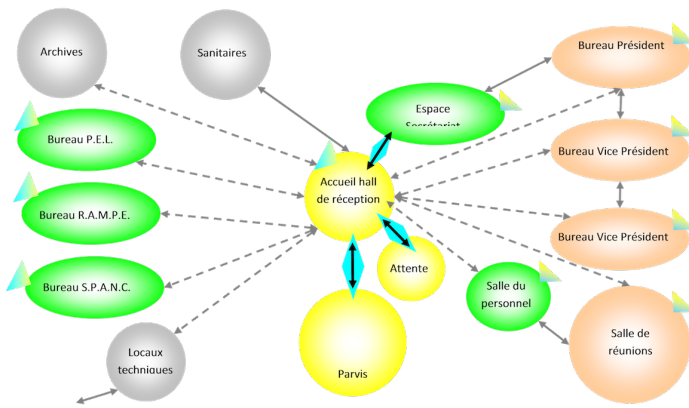 Archives
Sanitaires
Bureau Président
Espace
Secrétariat
Bureau P.E.L.
Bureau Vice Président
Accueil hall
de réception
Bureau R.A.M.P.E.
Bureau Vice Président
Attente
Bureau S.P.A.N.C.
Salle du
personnel
Locaux
techniques
Salle de
réunions
Parvis